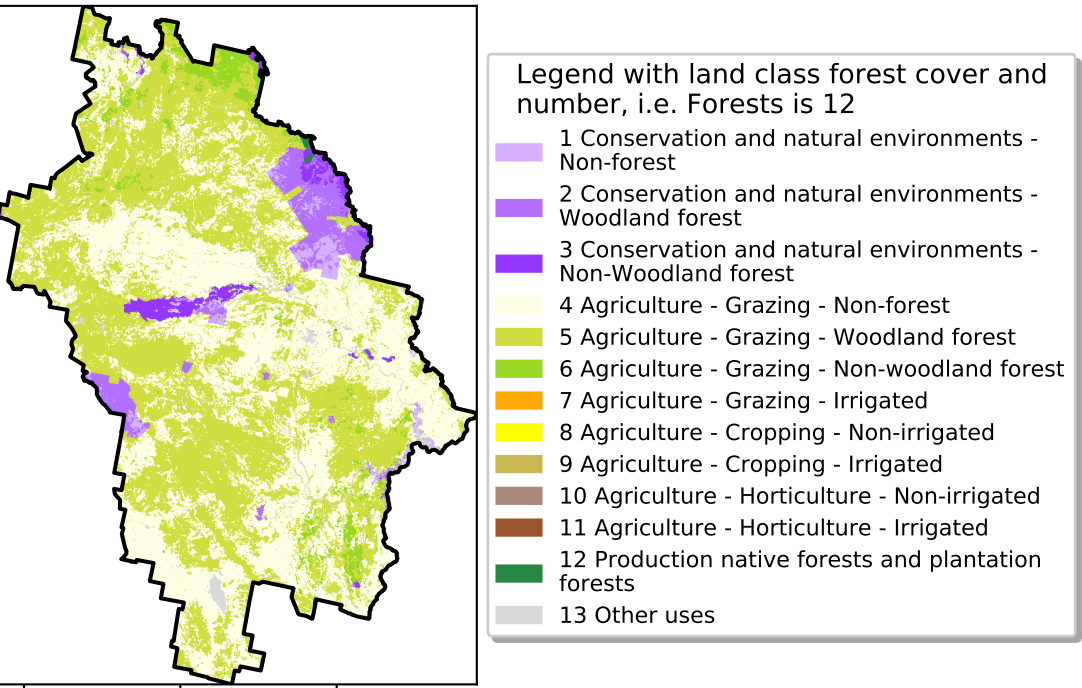 Legend with land class forest cover and
number, i.e. Forests is 12
1 Conservation and natural environments -
Non-forest
2 Conservation and natural environments -
Woodland forest
3 Conservation and natural environments -
Non-Woodland forest
4 Agriculture - Grazing - Non-forest
5 Agriculture - Grazing - Woodland forest
6 Agriculture - Grazing - Non-woodland forest
7 Agriculture - Grazing - Irrigated
8 Agriculture - Cropping - Non-irrigated
9 Agriculture - Cropping - Irrigated
10 Agriculture - Horticulture - Non-irrigated
11 Agriculture - Horticulture - Irrigated
12 Production native forests and plantation
forests
13 Other uses